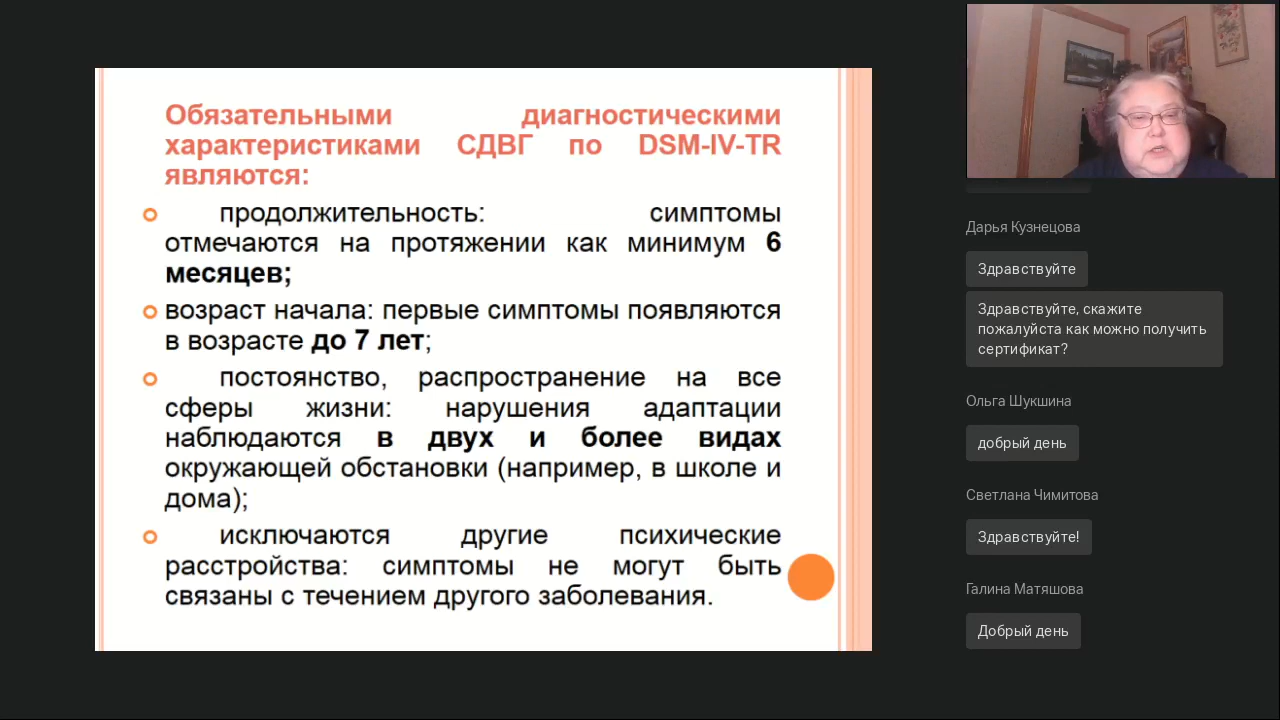 Обязательными диагностическими
характеристиками СДВГ по DSM-IV-TR
являются:
продолжительность: симптомы
отмечаются на протяжении как минимум 6
месяцев;
возраст начала: первые симптомы появляются
в возрасте до 7 лет;
постоянство, распространение на все
сферы жизни: нарушения адаптации
наблюдаются в двух и более видах
окружающей обстановки (например, в школе и
дома);
исключаются другие психические
расстройства: симптомы не могут быть
связаны с течением другого заболевания.
Дарья Кузнецова
Здравствуйте
Здравствуйте, скажите
пожалуйста как можно получить
сертификат?
Ольга Шукшина
добрый день
Светлана Чимитова
Здравствуйте!
Галина Матяшова
Добрый день